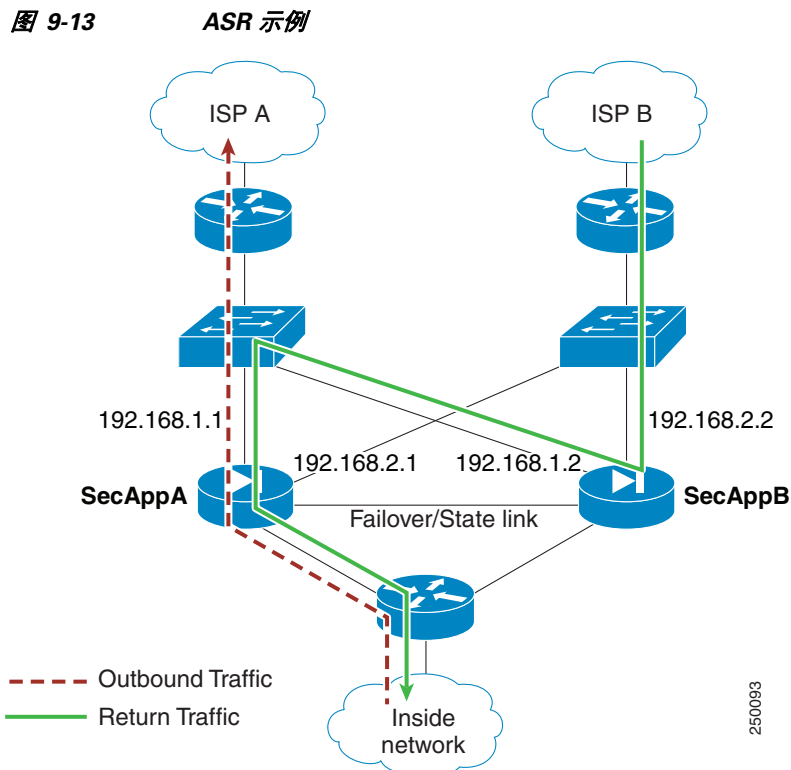 图 9-13 ASR 示例
ISP A
ISP B
192.168.1.1
192.168.2.2
192.168.2.1
192.168.1.2
SecAppA
SecAppB
Failover/State link
Outbound Traffic
Return Traffic
Inside
network
250093